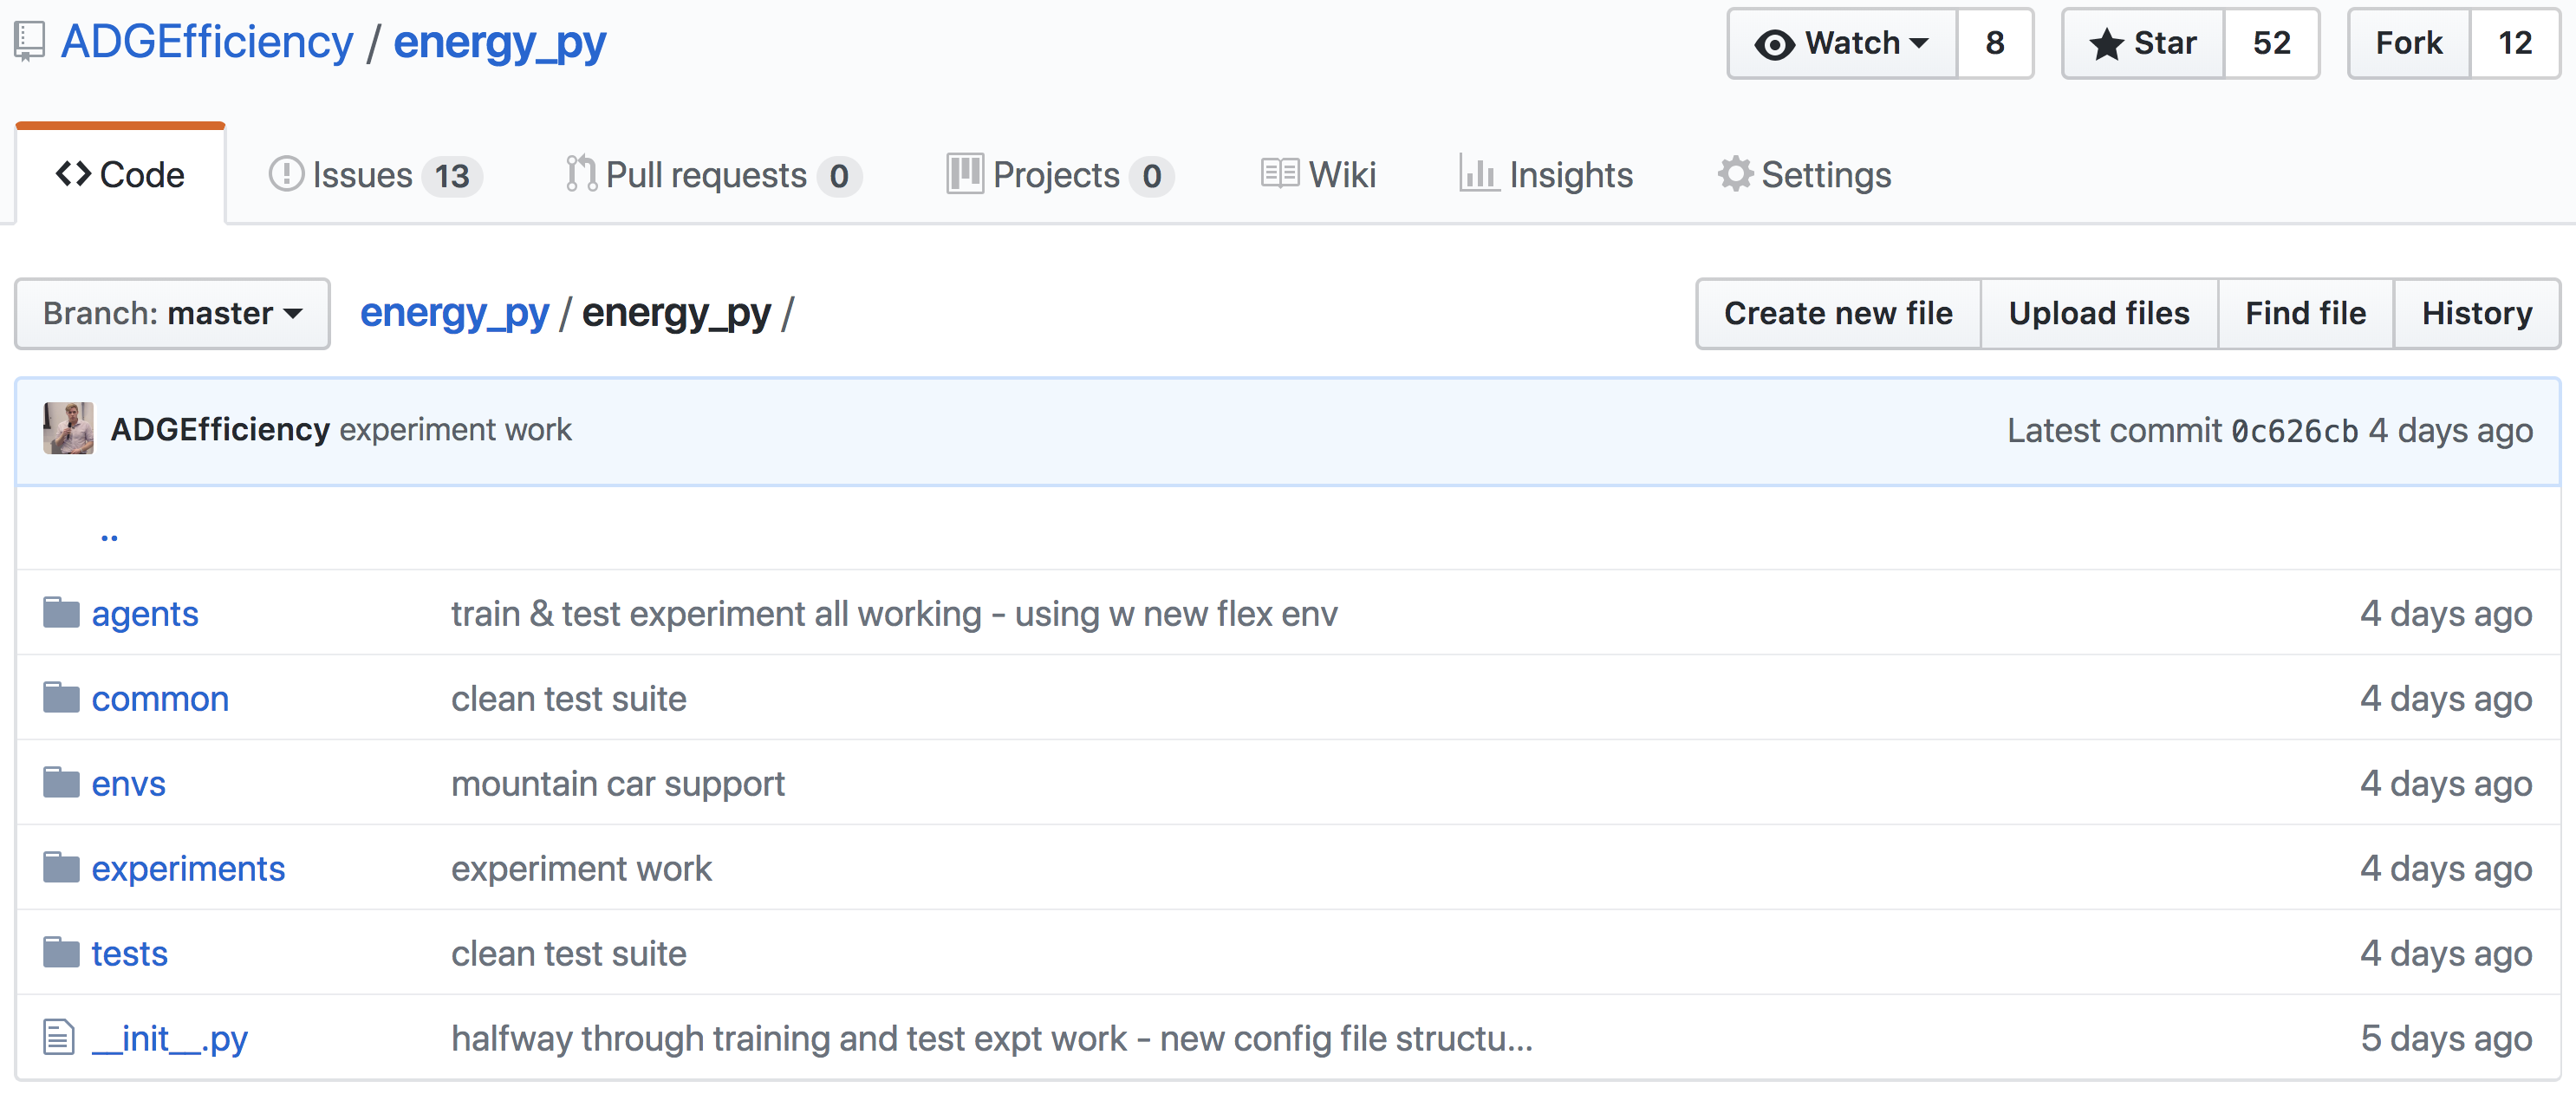 ADGEfficiency / energy_py Watch 8 Star 52 Fork 12
Code Issues 13 Pull requests 0 Projects 0 Wiki Insights Settings
Branch: master energy_py / energy_py / Create new file Upload files Find file History
ADGEfficiency experiment work Latest commit 0c626cb 4 days ago
..
agents train & test experiment all working - using w new flex env 4 days ago
common clean test suite 4 days ago
envs mountain car support 4 days ago
experiments experiment work 4 days ago
tests clean test suite 4 days ago
__init__.py halfway through training and test expt work - new config file structu... 5 days ago